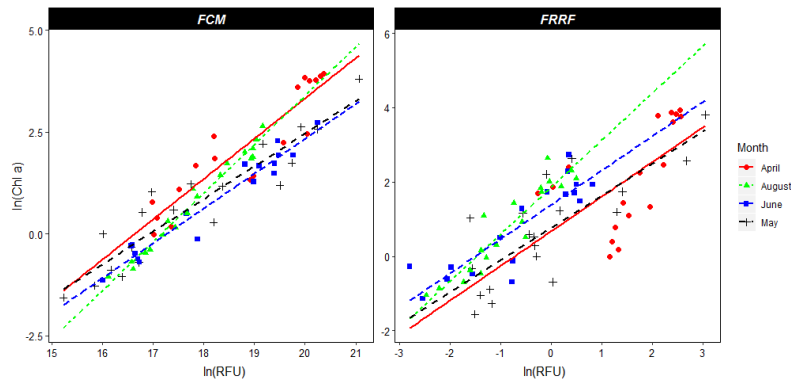 FCM
FRRF
5.0
2.5
0.0
-2.5
6
4
2
0
-2
15
16
17
18
19
20
21
-3
-2
-1
0
1
2
3
ln(Chl a)
ln(RFU)
ln(RFU)
Month
April
August
June
May